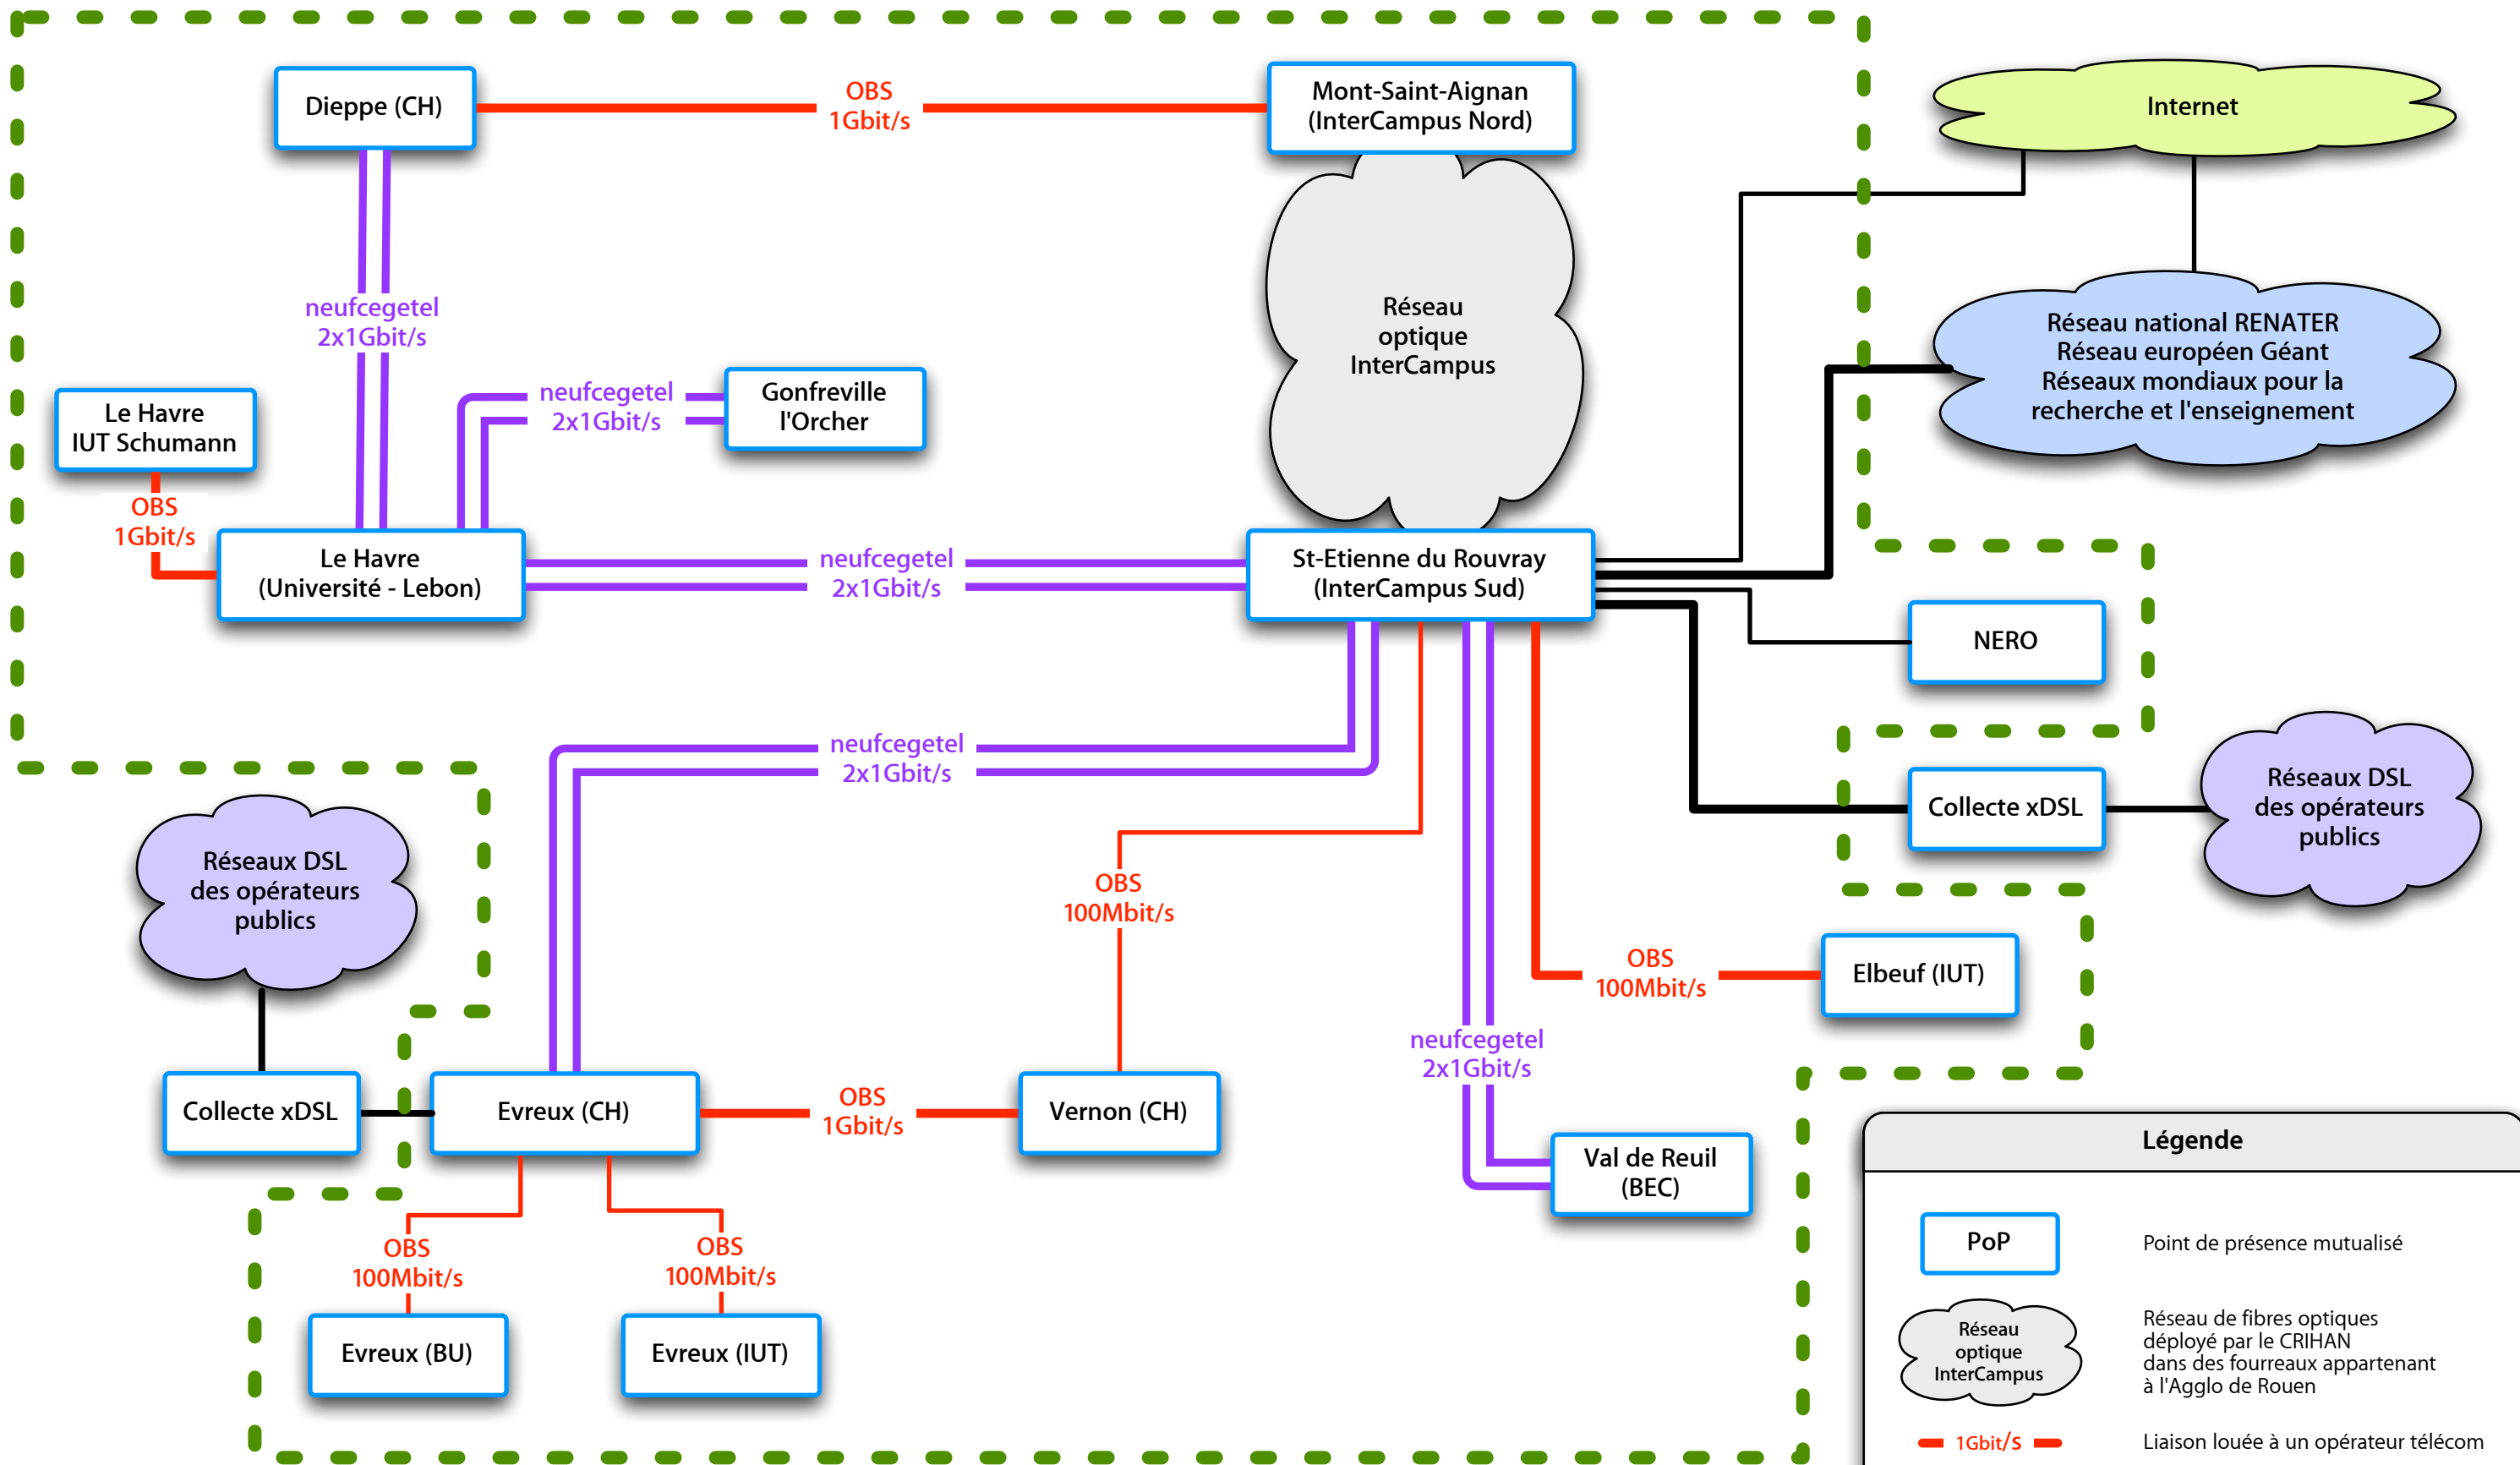 Dieppe (CH)
OBS
1Gbit/s
Mont-Saint-Aignan
(InterCampus Nord)
Internet
neufcegetel
2x1Gbit/s
Réseau
optique
InterCampus
Réseau national RENATER
Réseau européen Géant
Réseaux mondiaux pour la
recherche et l'enseignement
Le Havre
IUT Schumann
neufcegetel
2x1Gbit/s
Gonfreville
l'Orcher
OBS
1Gbit/s
Le Havre
(Université - Lebon)
neufcegetel
2x1Gbit/s
St-Etienne du Rouvray
(InterCampus Sud)
NERO
neufcegetel
2x1Gbit/s
Collecte xDSL
Réseaux DSL
des opérateurs
publics
Réseaux DSL
des opérateurs
publics
OBS
100Mbit/s
OBS
100Mbit/s
Elbeuf (IUT)
neufcegetel
2x1Gbit/s
Collecte xDSL
Evreux (CH)
OBS
1Gbit/s
Vernon (CH)
Val de Reuil
(BEC)
OBS
100Mbit/s
OBS
100Mbit/s
Evreux (BU)
Evreux (IUT)
Légende
PoP
Point de présence mutualisé
Réseau
optique
InterCampus
Réseau de fibres optiques
déployé par le CRIHAN
dans des fourreaux appartenant
à l'Agglo de Rouen
1Gbit/s
Liaison louée à un opérateur télécom